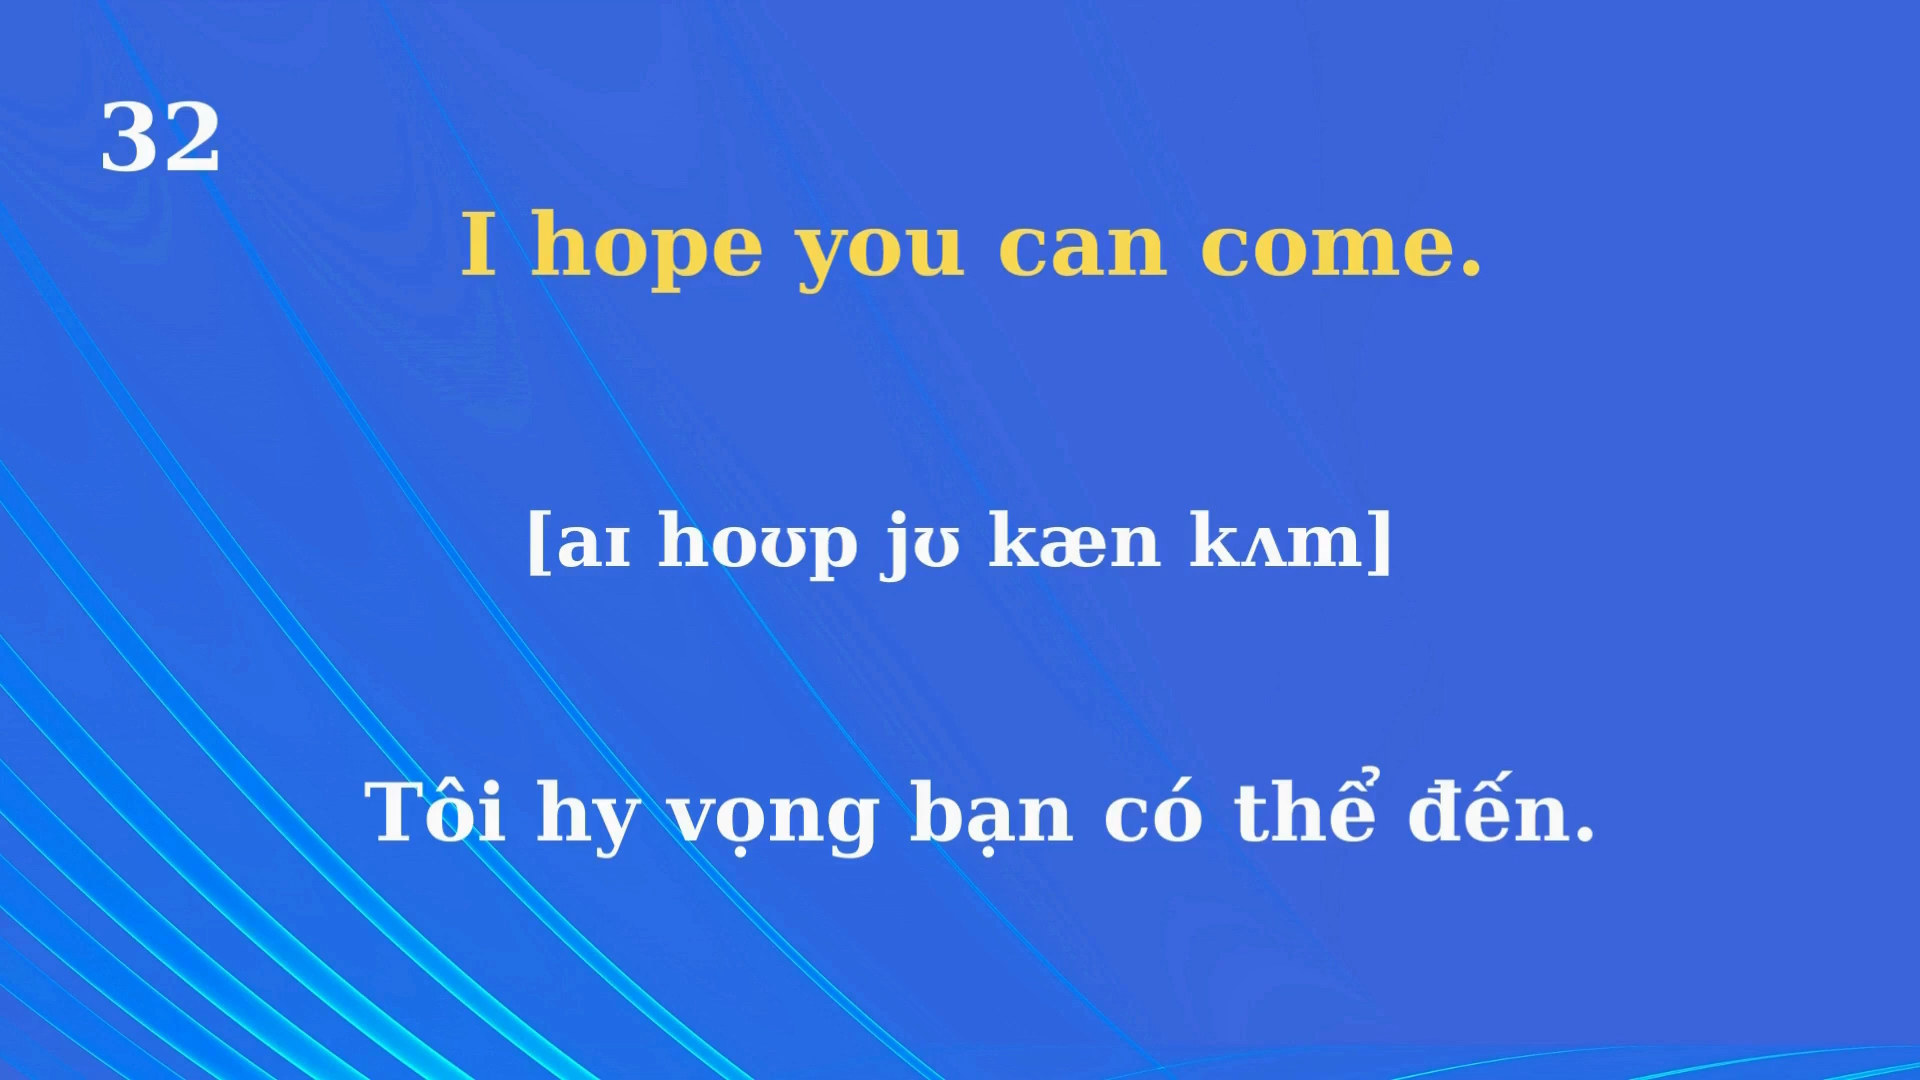 32
I hope you can come.
[aɪ hoʊp jʊ kæn kʌm]
Tôi hy vọng bạn có thể đến.